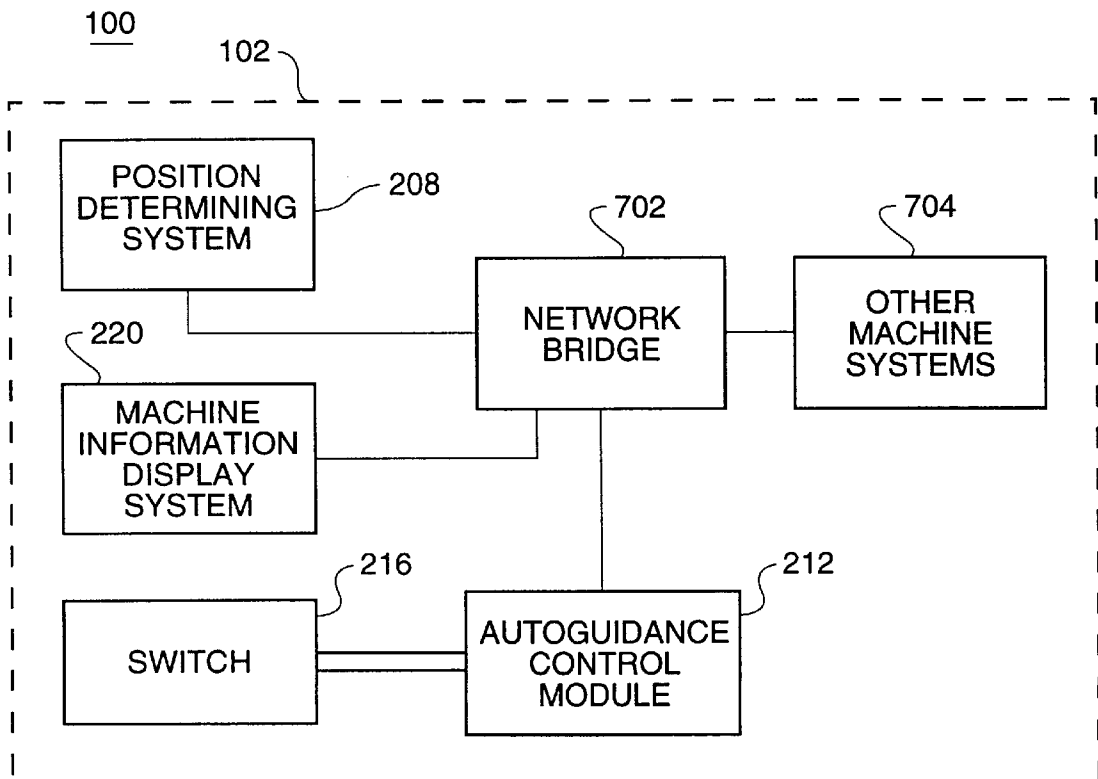 100
102
POSITION
DETERMINING
SYSTEM
208
702
704
NETWORK
BRIDGE
OTHER
MACHINE
SYSTEMS
220
MACHINE
INFORMATION
DISPLAY
SYSTEM
216
212
SWITCH
AUTOGUIDANCE
CONTROL
MODULE